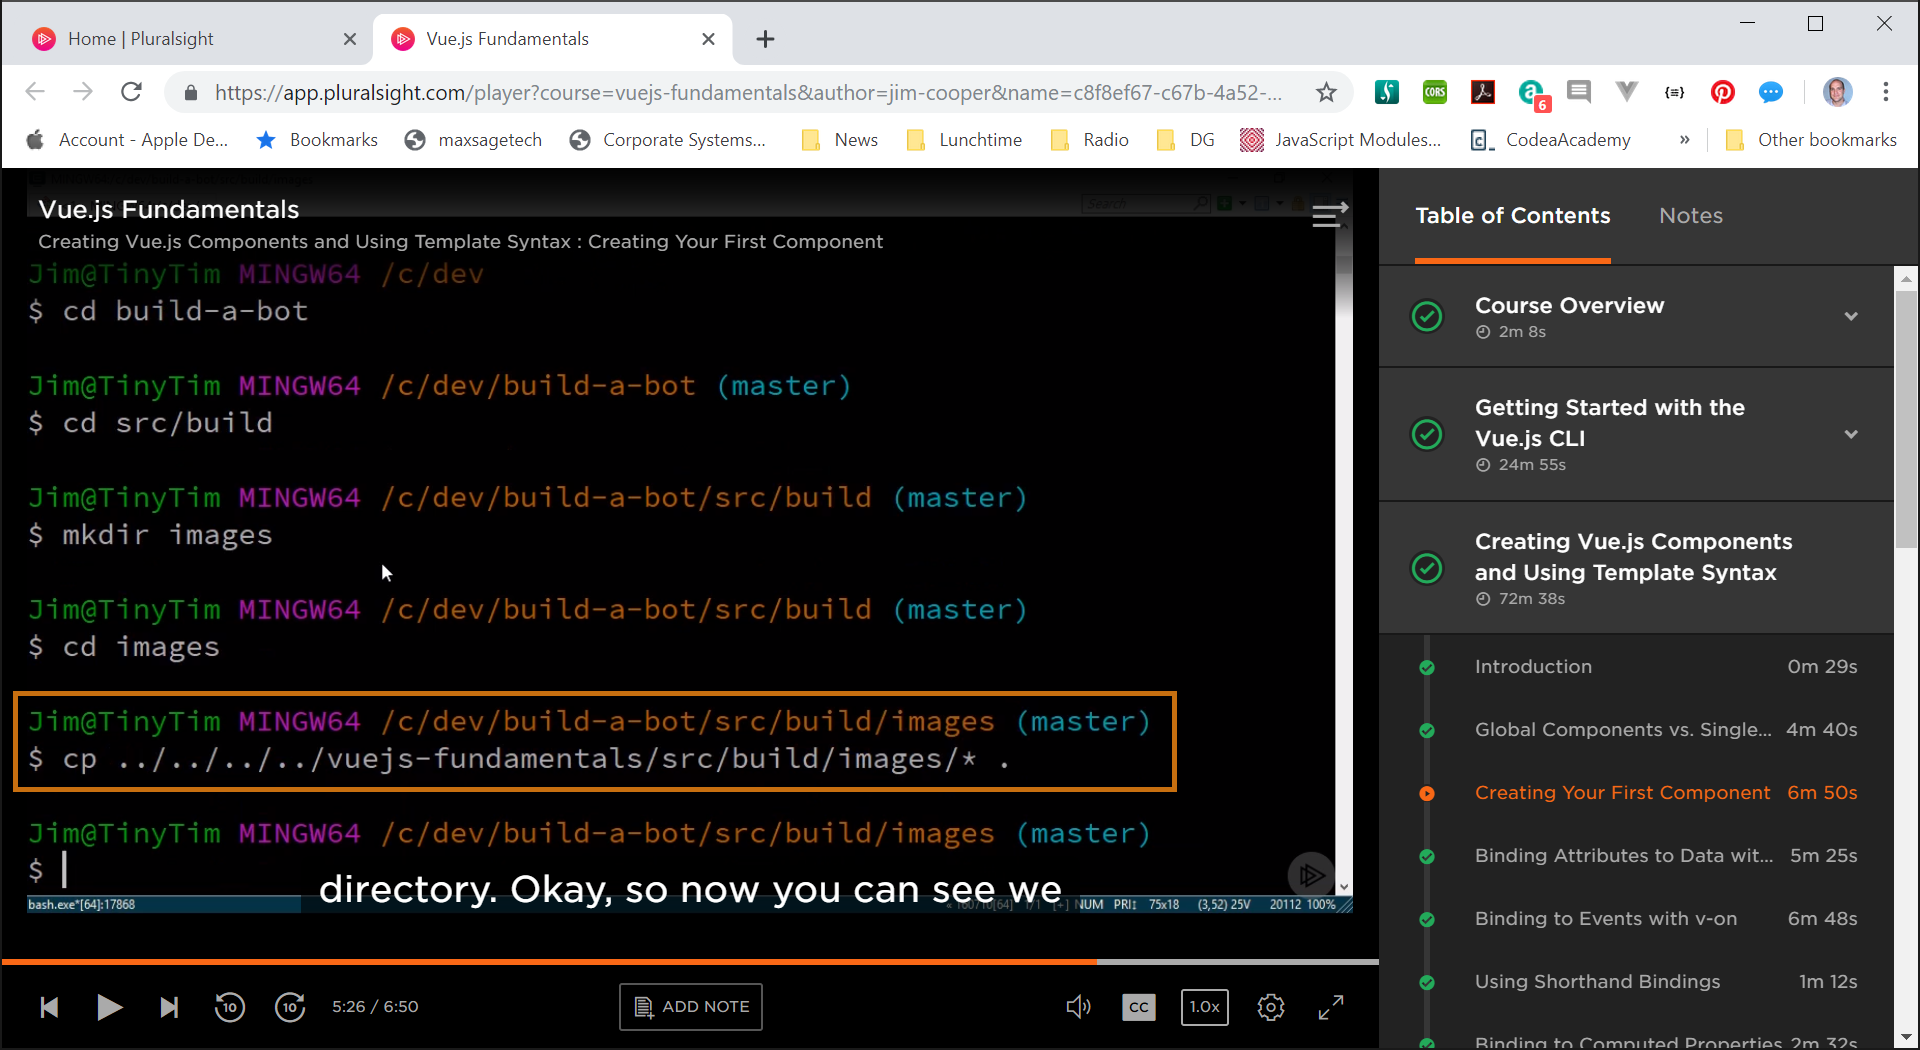 Home | Pluralsight
Vue.js Fundamentals
https://app.pluralsight.com/player?course=vuejs-fundamentals&author=jim-cooper&name=c8f8ef67-c67b-4a52-...
CORS
6
{≡}
Account - Apple De...
Bookmarks
maxsagetech
Corporate Systems...
News
Lunchtime
Radio
DG
JavaScript Modules...
CodeaAcademy
»
Other bookmarks
Search
Vue.js Fundamentals
Creating Vue.js Components and Using Template Syntax : Creating Your First Component
Jim@TinyTim MINGW64 /c/dev
$ cd build-a-bot
Jim@TinyTim MINGW64 /c/dev/build-a-bot (master)
$ cd src/build
Jim@TinyTim MINGW64 /c/dev/build-a-bot/src/build (master)
$ mkdir images
Jim@TinyTim MINGW64 /c/dev/build-a-bot/src/build (master)
$ cd images
Jim@TinyTim MINGW64 /c/dev/build-a-bot/src/build/images (master)
$ cp ../../../../vuejs-fundamentals/src/build/images/* .
Jim@TinyTim MINGW64 /c/dev/build-a-bot/src/build/images (master)
$
directory. Okay, so now you can see we
bash.exe*[64]:17868
« 160710[64] 1/1 [+] NUM PRI↕ 75x18 (3,52) 25V 20112 100%
10
10
5:26 / 6:50
ADD NOTE
CC
1.0x
Table of Contents
Notes
Course Overview
2m 8s
Getting Started with the
Vue.js CLI
24m 55s
Creating Vue.js Components
and Using Template Syntax
72m 38s
Introduction 0m 29s
Global Components vs. Single... 4m 40s
Creating Your First Component 6m 50s
Binding Attributes to Data wit... 5m 25s
Binding to Events with v-on 6m 48s
Using Shorthand Bindings 1m 12s
Binding to Computed Properties 2m 32s